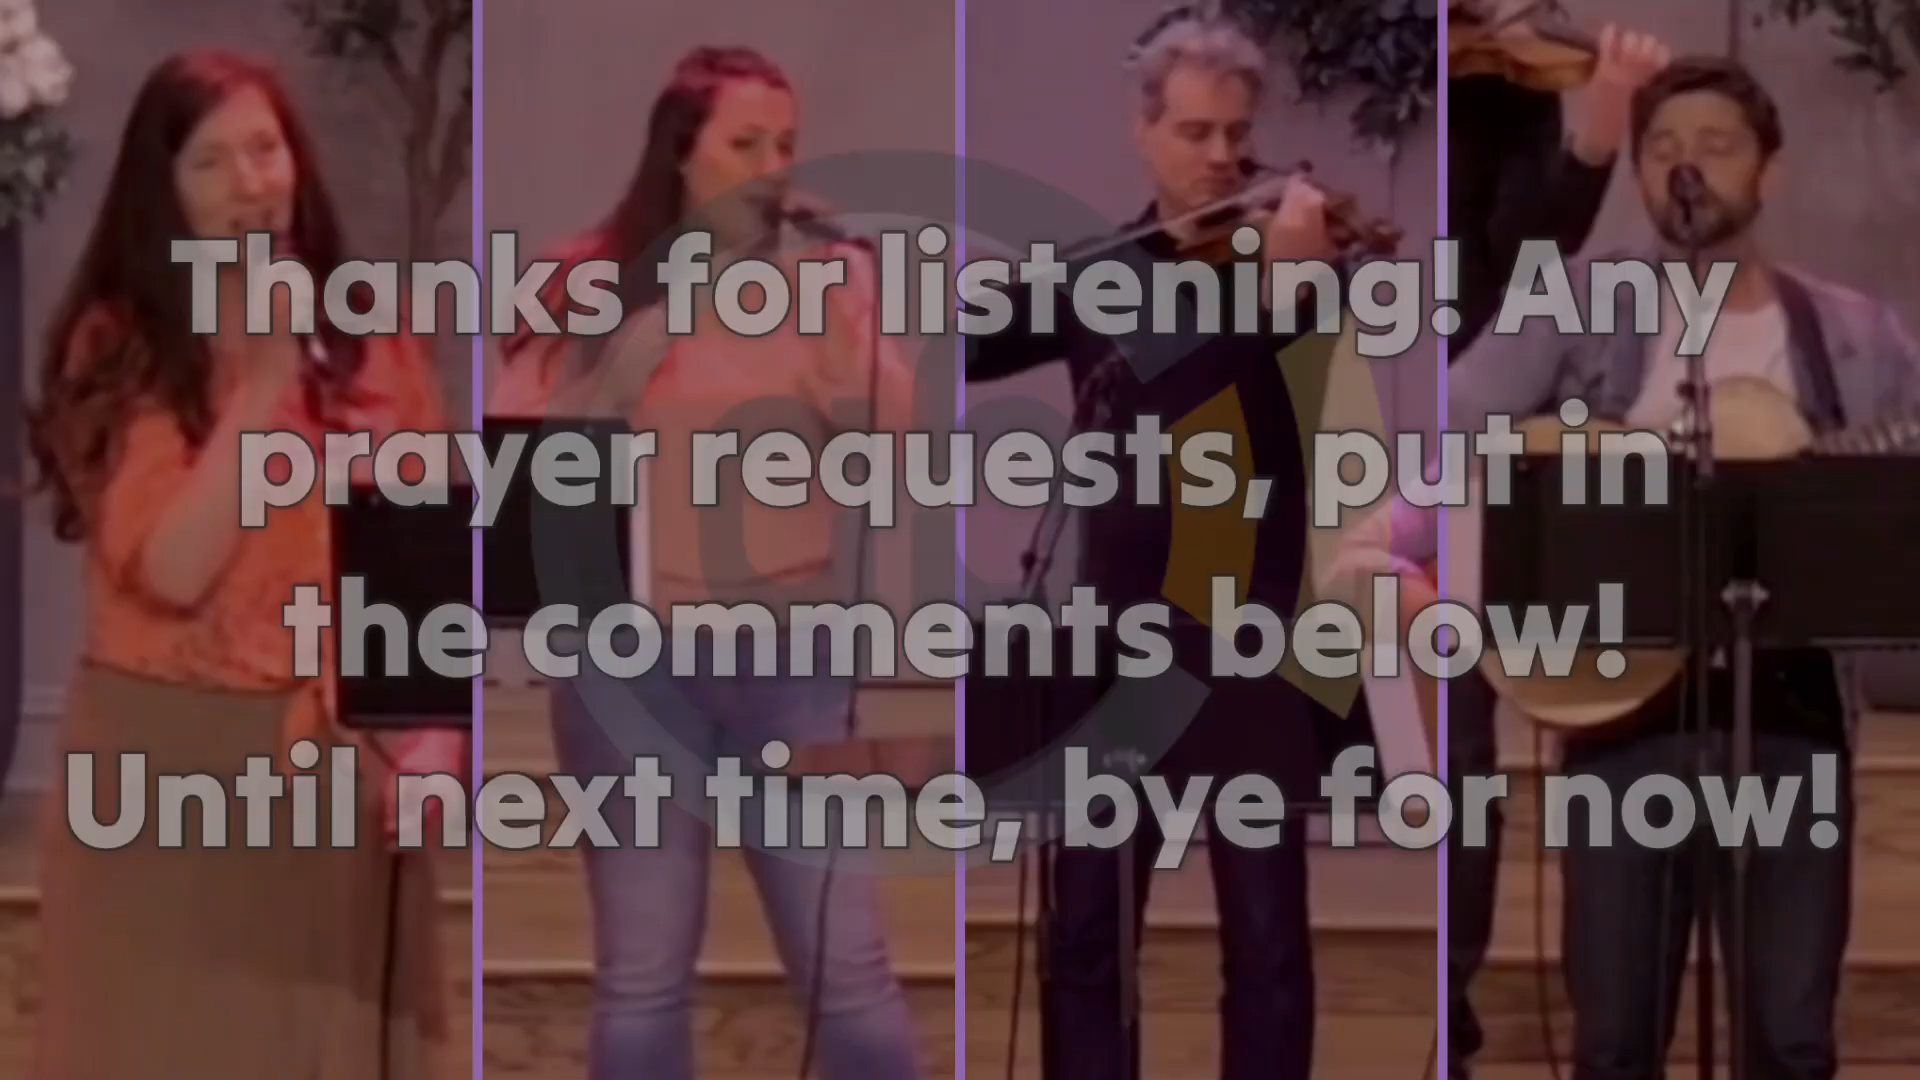 Thanks for listening! Any
prayer requests, put in
the comments below!
Until next time, bye for now!